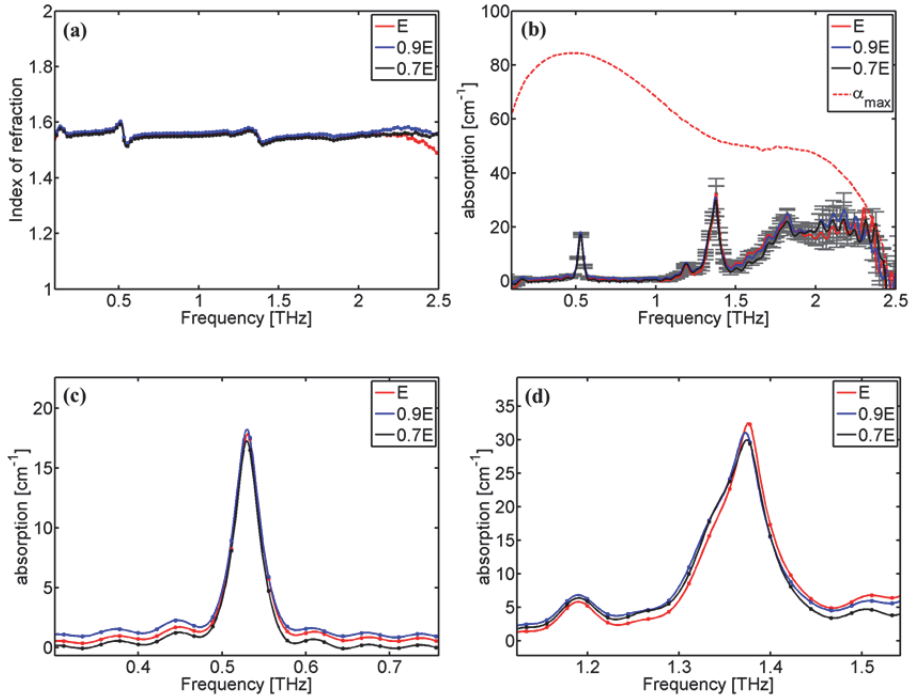 (a)
E
0.9E
0.7E
2
1.8
1.6
1.4
1.2
1
Index of refraction
0.5
1
1.5
2
2.5
Frequency [THz]
(b)
E
0.9E
0.7E
αmax
100
80
60
40
20
0
absorption [cm-1]
0.5
1
1.5
2
2.5
Frequency [THz]
(c)
E
0.9E
0.7E
20
15
10
5
0
absorption [cm-1]
0.4
0.5
0.6
0.7
Frequency [THz]
(d)
E
0.9E
0.7E
35
30
25
20
15
10
5
0
absorption [cm-1]
1.2
1.3
1.4
1.5
Frequency [THz]